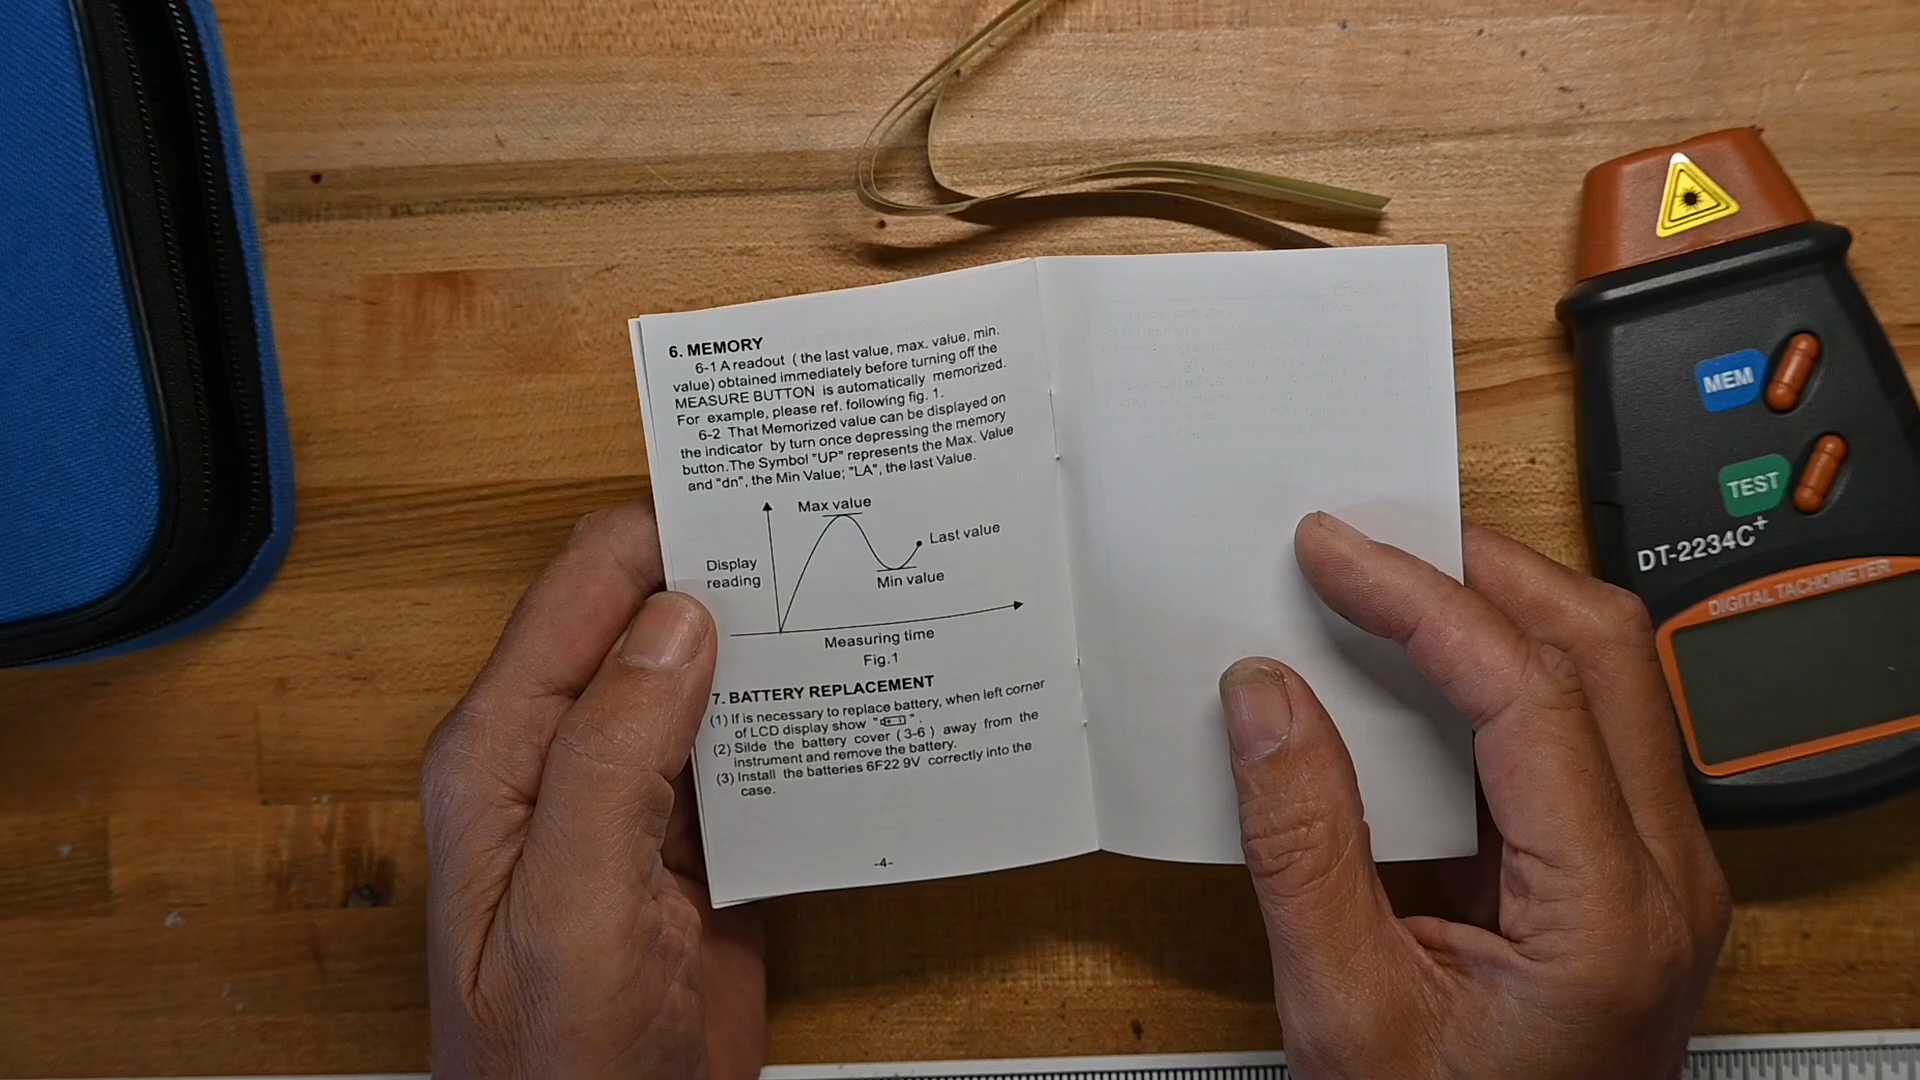 6. MEMORY
6-1 A readout ( the last value, max. value, min.
value) obtained immediately before turning off the
MEASURE BUTTON is automatically memorized.
For example, please ref. following fig. 1.
6-2 That Memorized value can be displayed on
the indicator by turn once depressing the memory
button.The Symbol "UP" represents the Max. Value
and "dn", the Min Value; "LA", the last Value.
Max value
Last value
Display
reading
Min value
Measuring time
Fig.1
7. BATTERY REPLACEMENT
(1) If is necessary to replace battery, when left corner
of LCD display show " ".
(2) Silde the battery cover ( 3-6 ) away from the
instrument and remove the battery.
(3) Install the batteries 6F22 9V correctly into the
case.
-4-
MEM
TEST
DT-2234C+
DIGITAL TACHOMETER